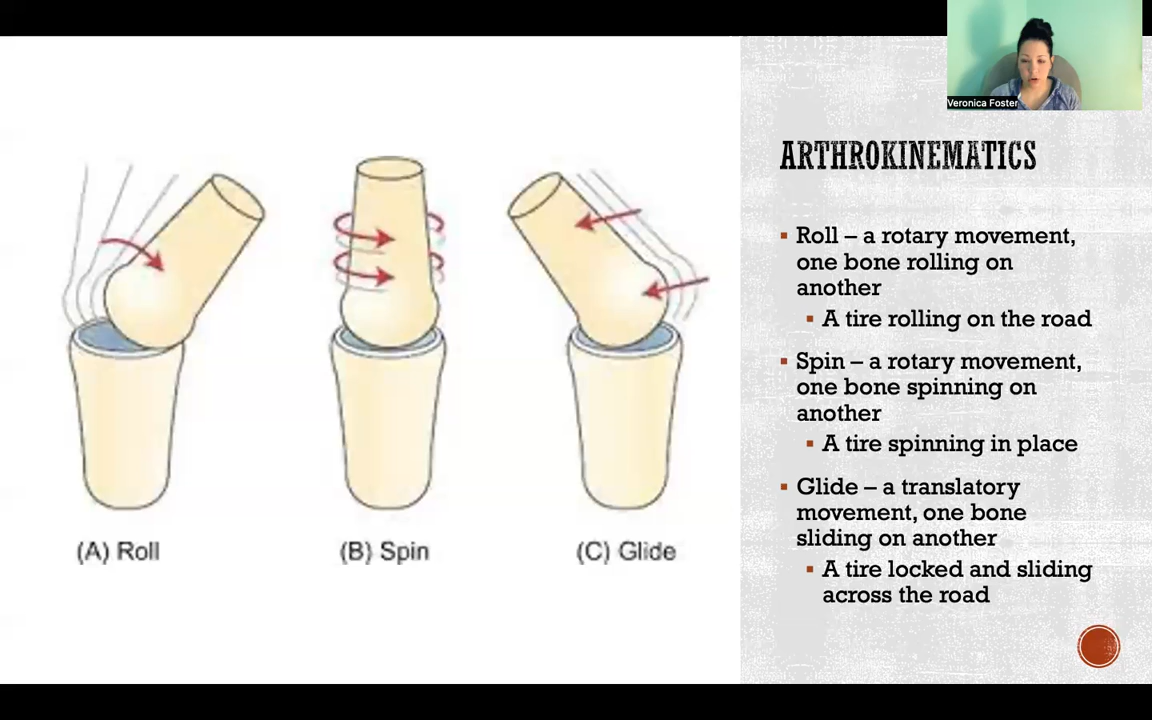 Veronica Foster
ARTHROKINEMATICS
▪ Roll – a rotary movement,
one bone rolling on
another
▪ A tire rolling on the road
▪ Spin – a rotary movement,
one bone spinning on
another
▪ A tire spinning in place
▪ Glide – a translatory
movement, one bone
sliding on another
▪ A tire locked and sliding
across the road
(A) Roll
(B) Spin
(C) Glide